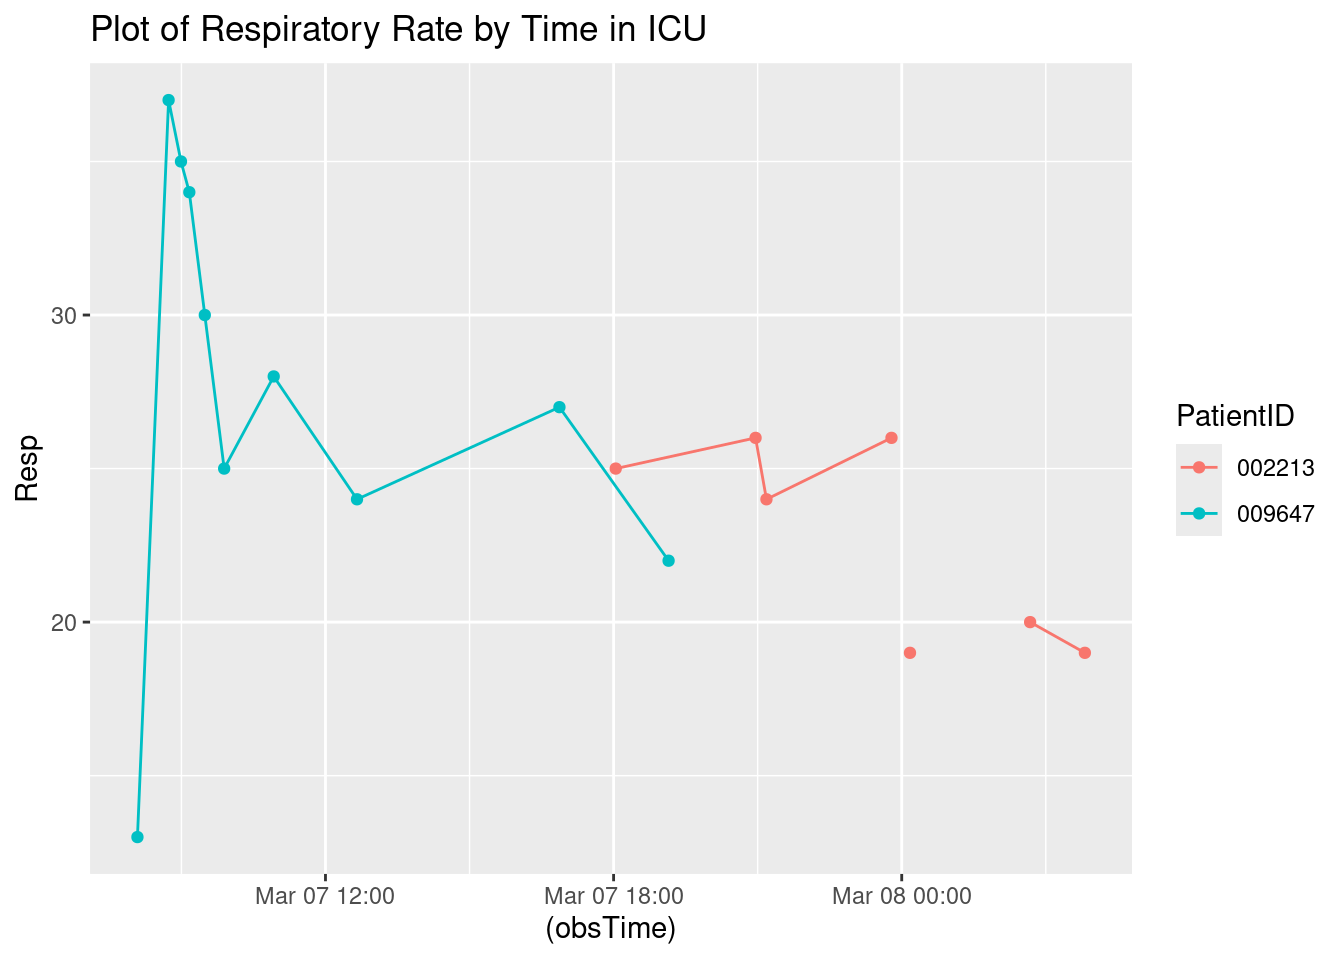 Plot of Respiratory Rate by Time in ICU
Resp
30
20
Mar 07 12:00
Mar 07 18:00
Mar 08 00:00
(obsTime)
PatientID
002213
009647